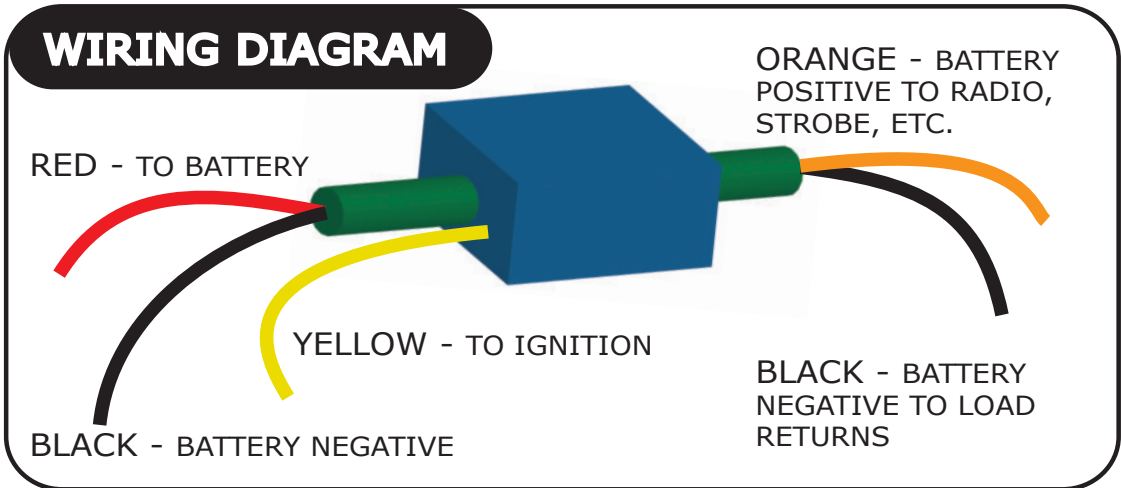 WIRING DIAGRAM
RED - TO BATTERY
BLACK - BATTERY NEGATIVE
YELLOW - TO IGNITION
ORANGE - BATTERY
POSITIVE TO RADIO,
STROBE, ETC.
BLACK - BATTERY
NEGATIVE TO LOAD
RETURNS